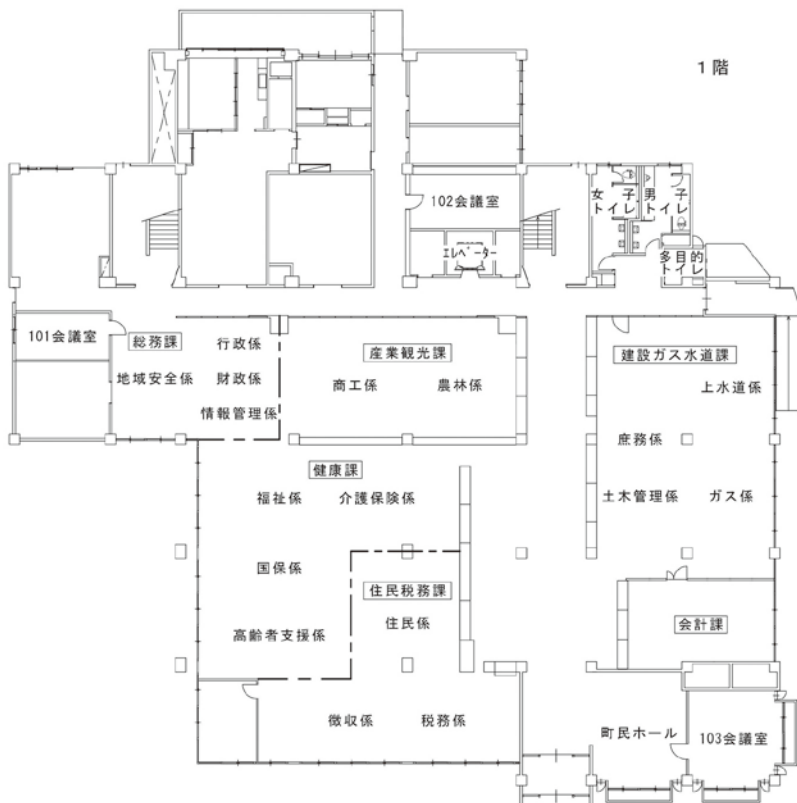 1階
女子
トイレ
男子
トイレ
102会議室
エレベーター
多目的
トイレ
101会議室
総務課
行政係
地域安全係
財政係
情報管理係
産業観光課
商工係
農林係
建設ガス水道課
上水道係
庶務係
土木管理係
ガス係
健康課
福祉係
介護保険係
国保係
高齢者支援係
住民税務課
住民係
徴収係
税務係
会計課
町民ホール
103会議室